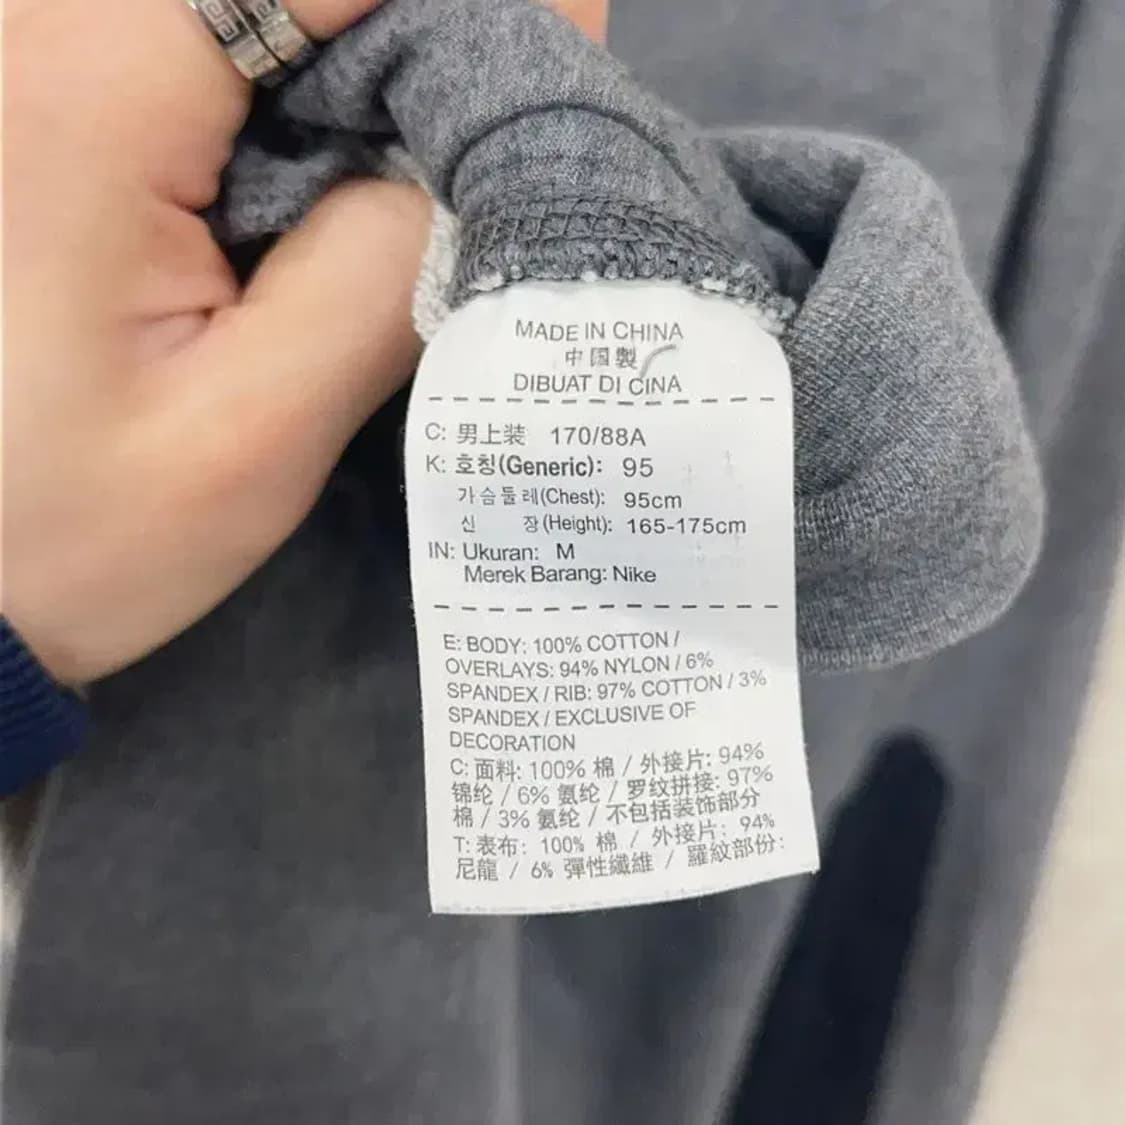 MADE IN CHINA
中国製
DIBUAT DI CINA
C: 男上装 170/88A
K: 호칭(Generic): 95
가슴둘레(Chest): 95cm
신 장(Height): 165-175cm
IN: Ukuran: M
Merek Barang: Nike
E: BODY: 100% COTTON /
OVERLAYS: 94% NYLON / 6%
SPANDEX / RIB: 97% COTTON / 3%
SPANDEX / EXCLUSIVE OF
DECORATION
C: 面料: 100% 棉 / 外接片: 94%
锦纶 / 6% 氨纶 / 罗纹拼接: 97%
棉 / 3% 氨纶 / 不包括装饰部分
T: 表布: 100% 棉 / 外接片: 94%
尼龍 / 6% 彈性纖維 / 羅紋部份: